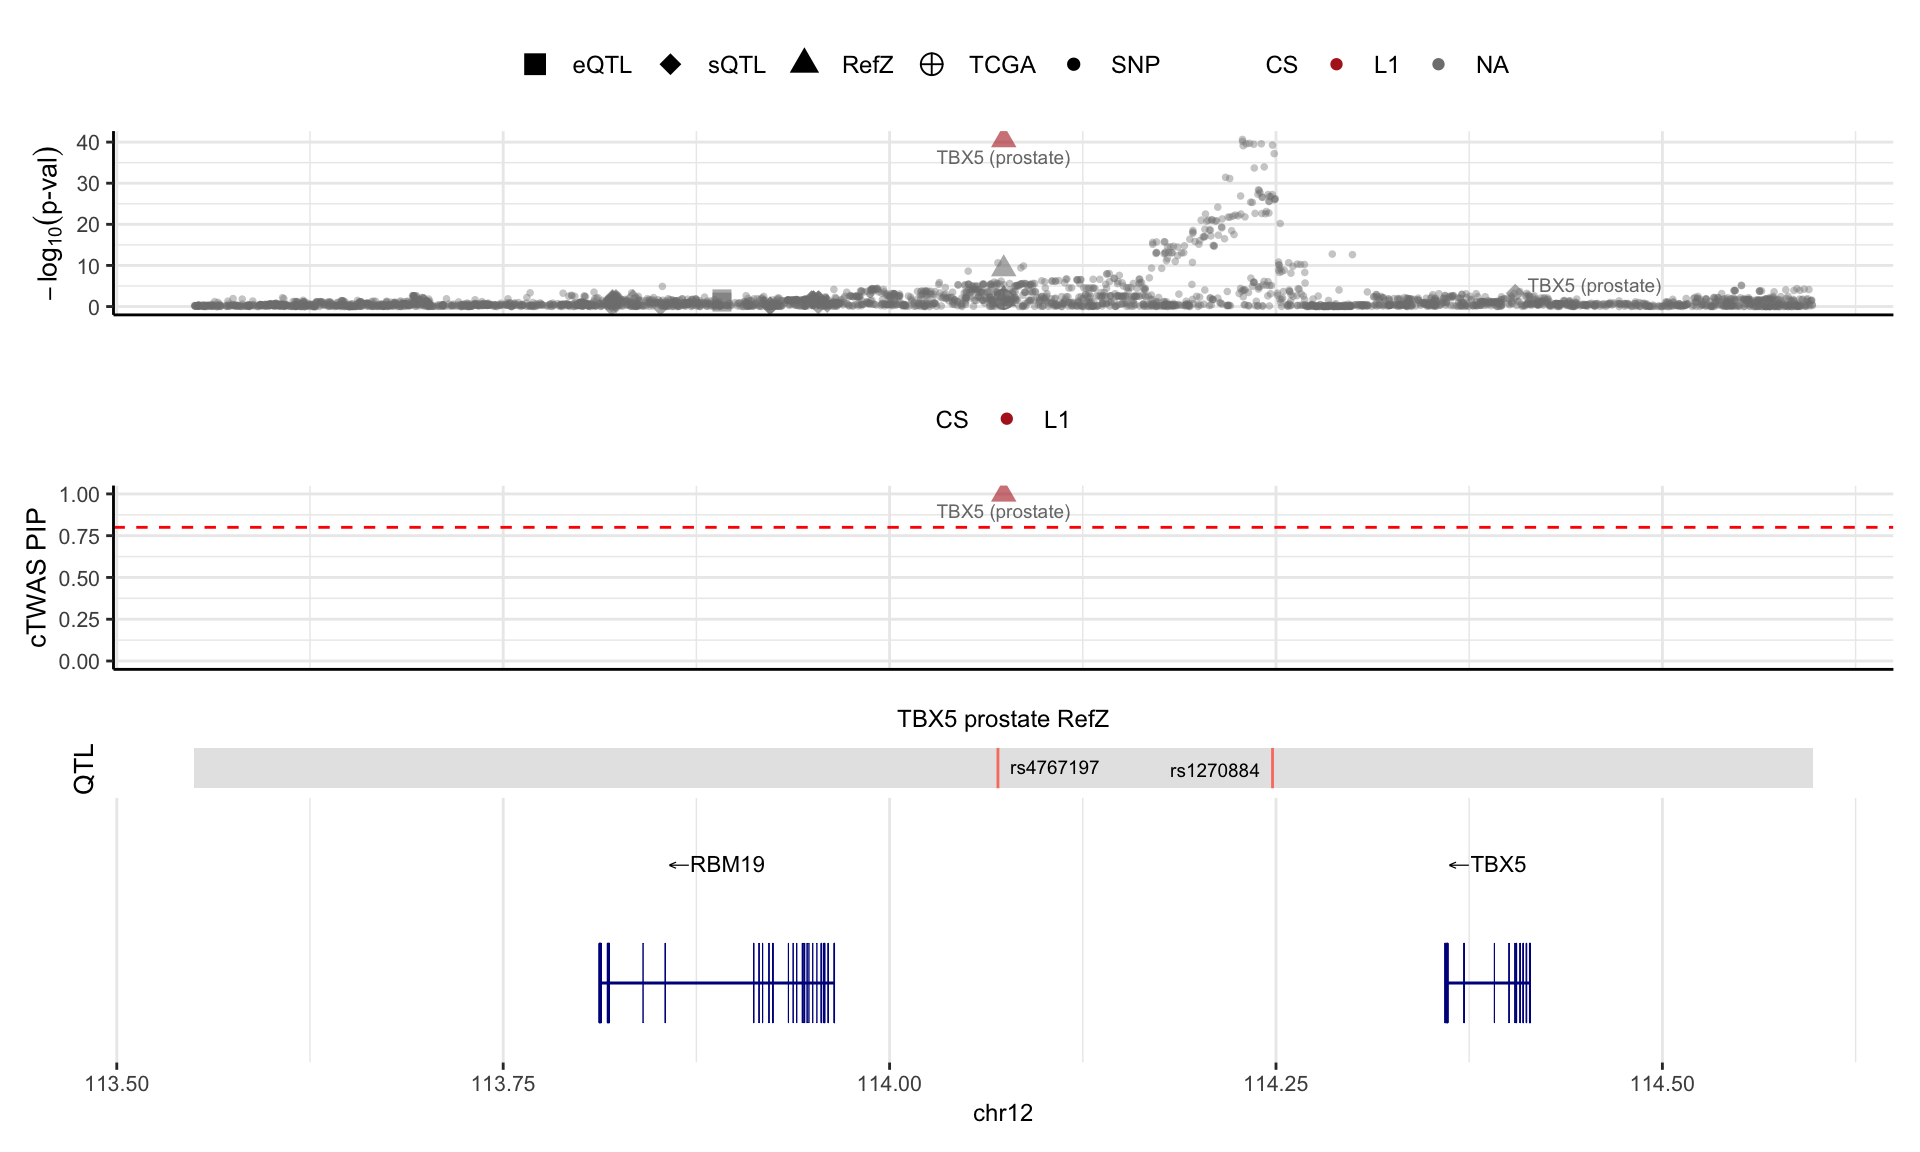 eQTL sQTL RefZ TCGA SNP CS L1 NA
−log10(p-val)
40
30
20
10
0
TBX5 (prostate)
TBX5 (prostate)
CS L1
cTWAS PIP
1.00
0.75
0.50
0.25
0.00
TBX5 (prostate)
TBX5 prostate RefZ
QTL
rs4767197 rs1270884
←RBM19 ←TBX5
113.50 113.75 114.00 114.25 114.50
chr12